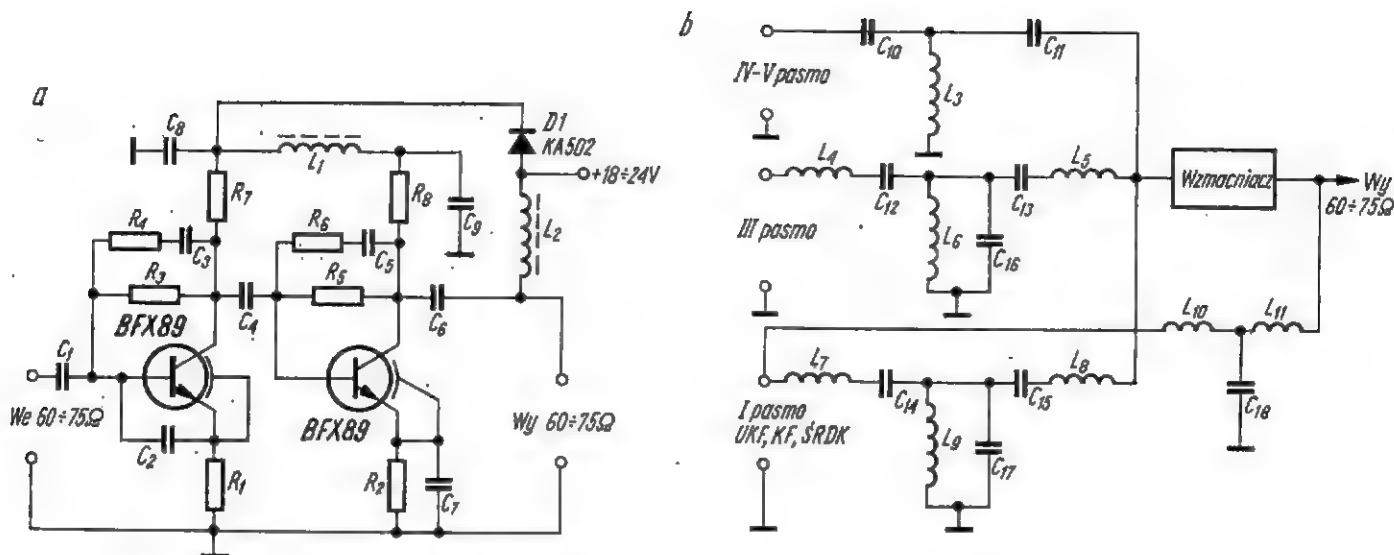 a
C8
L1
D1
KA502
+18÷24V
R7
R8
C9
L2
R4
C3
R6
C5
R3
R5
BFX89
C4
C6
C1
We 60÷75Ω
C2
BFX89
Wy 60÷75Ω
R1
R2
C7
b
C10
C11
IV-V pasmo
L3
L4
C12
C13
L5
Wzmacniacz
Wy
60÷75Ω
L6
C16
III pasmo
L10
L11
L7
C14
C15
L8
C18
I pasmo
UKF, KF, ŚRDK
L9
C17